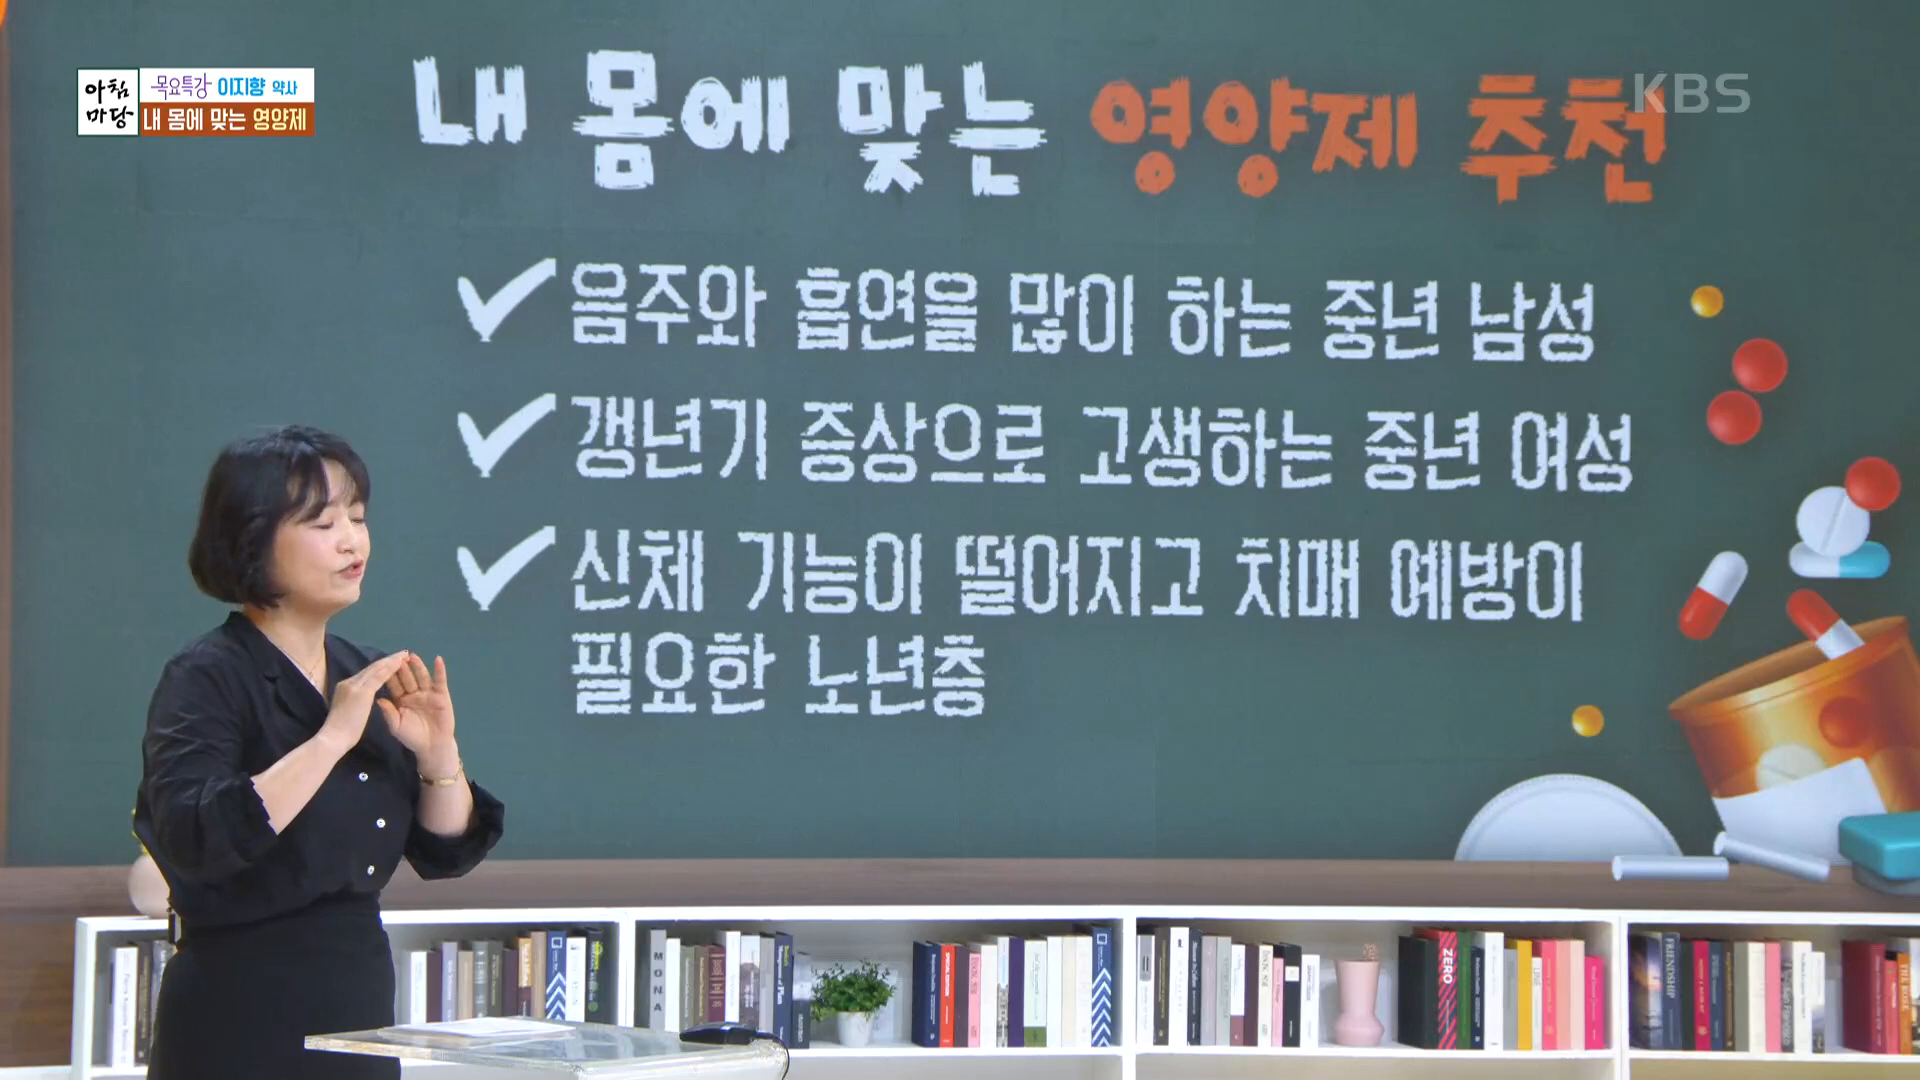 아침
마당
목요특강 이지향 약사
내 몸에 맞는 영양제
KBS
내 몸에 맞는 영양제 추천
음주와 흡연을 많이 하는 중년 남성
갱년기 증상으로 고생하는 중년 여성
신체 기능이 떨어지고 치매 예방이
필요한 노년층
MONA
ZERO
FRIENDSHIP